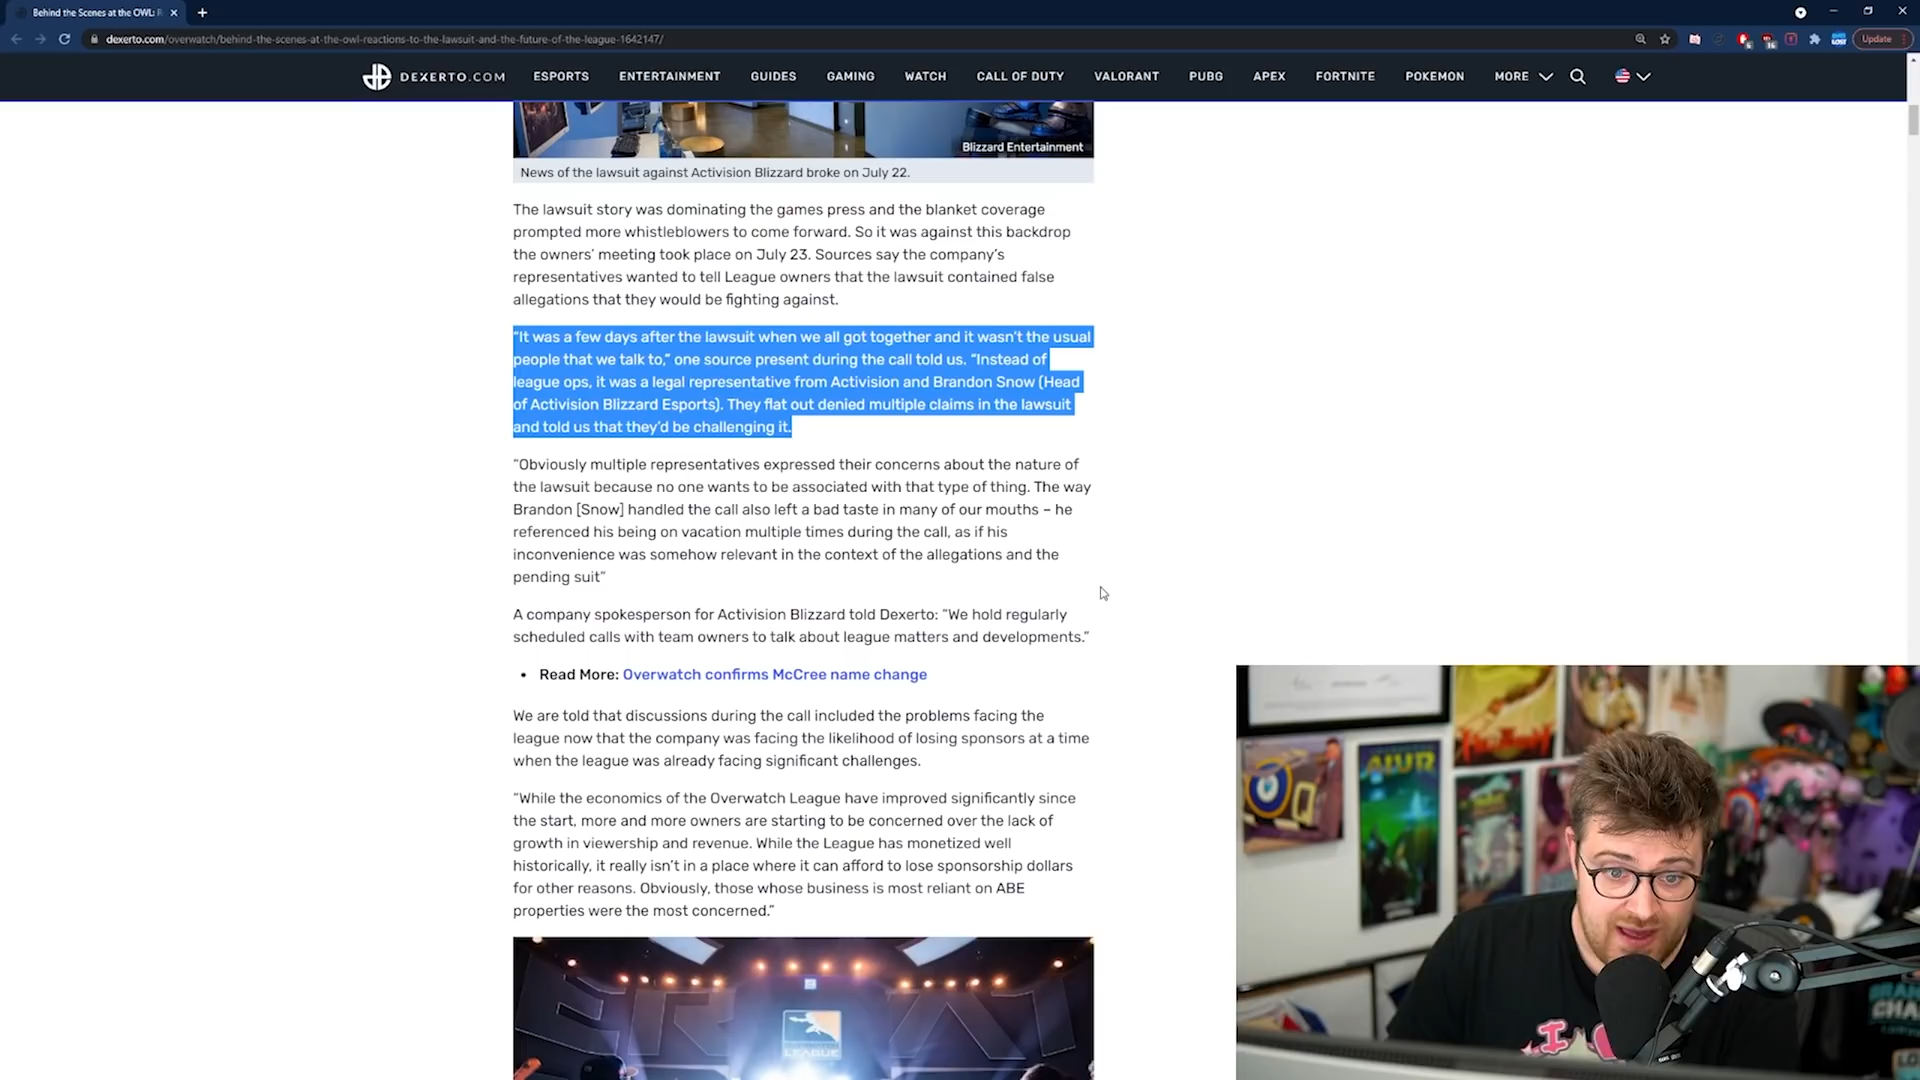 Behind the Scenes at the OWL: R
dexerto.com/overwatch/behind-the-scenes-at-the-owl-reactions-to-the-lawsuit-and-the-future-of-the-league-1642147/
Update
DEXERTO.COM ESPORTS ENTERTAINMENT GUIDES GAMING WATCH CALL OF DUTY VALORANT PUBG APEX FORTNITE POKEMON MORE
Blizzard Entertainment
News of the lawsuit against Activision Blizzard broke on July 22.
The lawsuit story was dominating the games press and the blanket coverage
prompted more whistleblowers to come forward. So it was against this backdrop
the owners’ meeting took place on July 23. Sources say the company’s
representatives wanted to tell League owners that the lawsuit contained false
allegations that they would be fighting against.
“It was a few days after the lawsuit when we all got together and it wasn’t the usual
people that we talk to,” one source present during the call told us. “Instead of
league ops, it was a legal representative from Activision and Brandon Snow (Head
of Activision Blizzard Esports). They flat out denied multiple claims in the lawsuit
and told us that they’d be challenging it.
“Obviously multiple representatives expressed their concerns about the nature of
the lawsuit because no one wants to be associated with that type of thing. The way
Brandon [Snow] handled the call also left a bad taste in many of our mouths – he
referenced his being on vacation multiple times during the call, as if his
inconvenience was somehow relevant in the context of the allegations and the
pending suit”
A company spokesperson for Activision Blizzard told Dexerto: “We hold regularly
scheduled calls with team owners to talk about league matters and developments.”
• Read More: Overwatch confirms McCree name change
We are told that discussions during the call included the problems facing the
league now that the company was facing the likelihood of losing sponsors at a time
when the league was already facing significant challenges.
“While the economics of the Overwatch League have improved significantly since
the start, more and more owners are starting to be concerned over the lack of
growth in viewership and revenue. While the League has monetized well
historically, it really isn’t in a place where it can afford to lose sponsorship dollars
for other reasons. Obviously, those whose business is most reliant on ABE
properties were the most concerned.”
LEAGUE